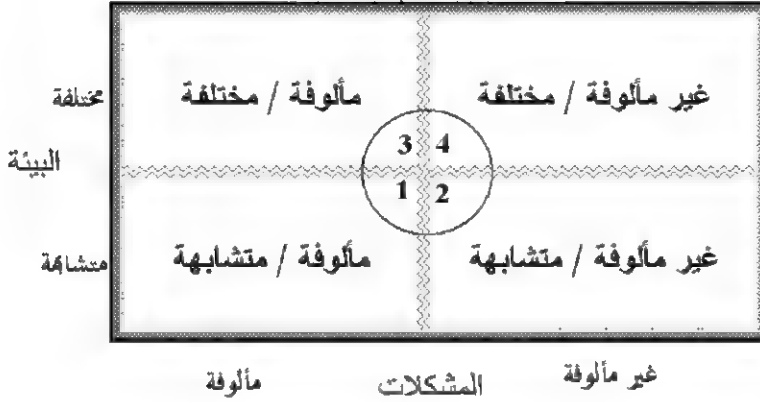 مختلفة
مألوفة / مختلفة
غير مألوفة / مختلفة
3
4
البيئة
1
2
متشابهة
مألوفة / متشابهة
غير مألوفة / متشابهة
مألوفة
المشكلات
غير مألوفة